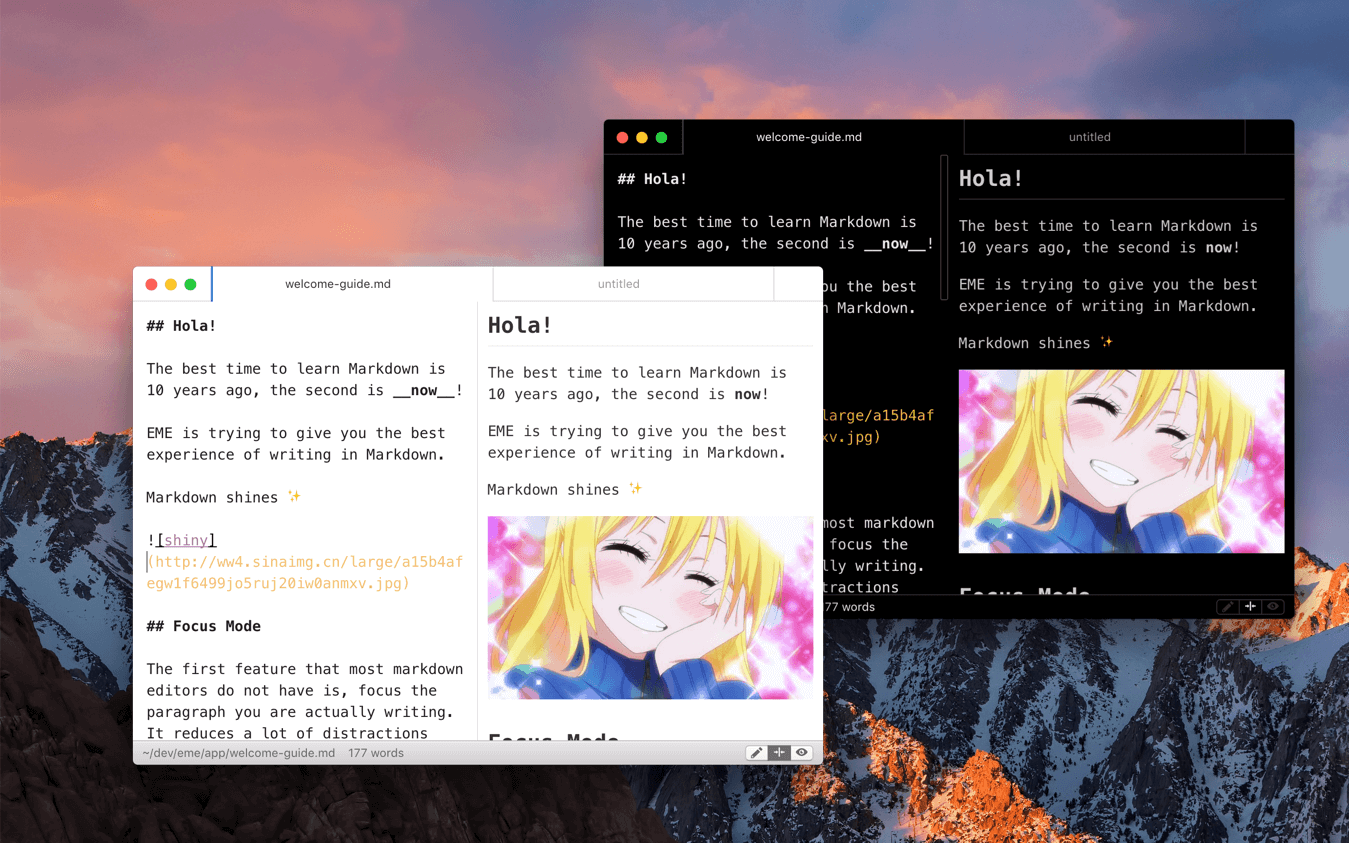 welcome-guide.md
untitled
## Hola!
The best time to learn Markdown is
10 years ago, the second is __now__!
ou the best
n Markdown.
large/a15b4af
xv.jpg)
most markdown
focus the
lly writing.
tractions
77 words
Hola!
The best time to learn Markdown is
10 years ago, the second is now!
EME is trying to give you the best
experience of writing in Markdown.
Markdown shines ✨
Focus Mode
welcome-guide.md
untitled
## Hola!
The best time to learn Markdown is
10 years ago, the second is __now__!
EME is trying to give you the best
experience of writing in Markdown.
Markdown shines ✨
![shiny]
(http://ww4.sinaimg.cn/large/a15b4af
egw1f6499jo5ruj20iw0anmxv.jpg)
## Focus Mode
The first feature that most markdown
editors do not have is, focus the
paragraph you are actually writing.
It reduces a lot of distractions
~/dev/eme/app/welcome-guide.md 177 words
Hola!
The best time to learn Markdown is
10 years ago, the second is now!
EME is trying to give you the best
experience of writing in Markdown.
Markdown shines ✨
Focus Mode